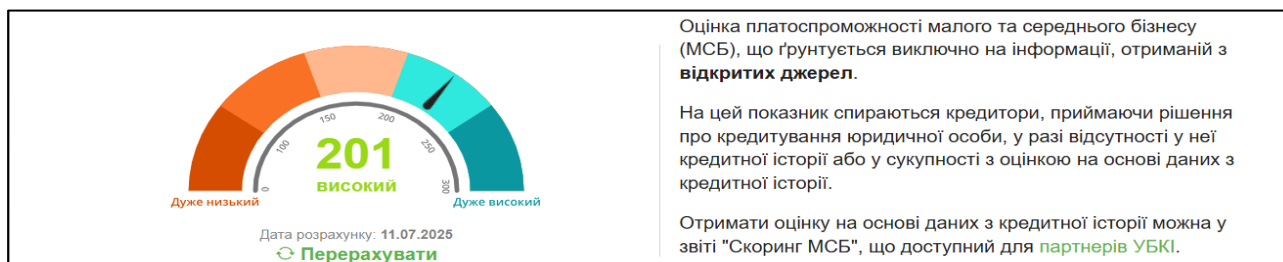 0
100
150
200
250
300
201
високий
Дуже низький
Дуже високий
Дата розрахунку: 11.07.2025
Перерахувати
Оцінка платоспроможності малого та середнього бізнесу
(МСБ), що ґрунтується виключно на інформації, отриманій з
відкритих джерел.
На цей показник спираються кредитори, приймаючи рішення
про кредитування юридичної особи, у разі відсутності у неї
кредитної історії або у сукупності з оцінкою на основі даних з
кредитної історії.
Отримати оцінку на основі даних з кредитної історії можна у
звіті "Скоринг МСБ", що доступний для партнерів УБКІ.